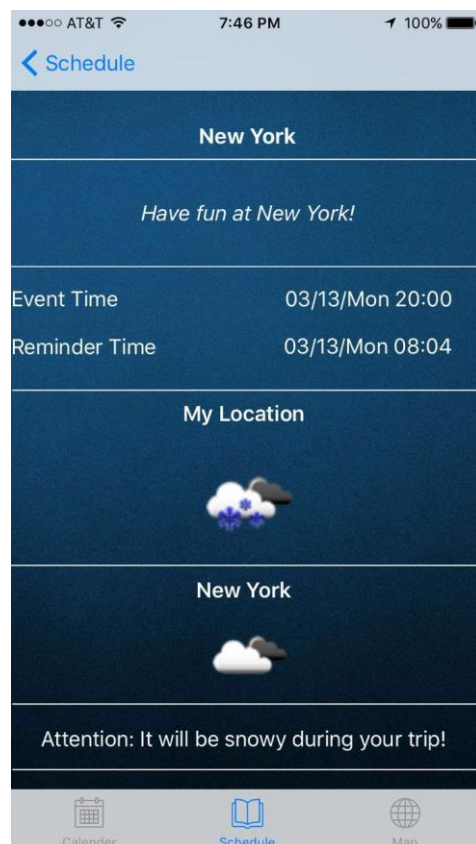 AT&T 7:46 PM 100%
Schedule
New York
Have fun at New York!
Event Time 03/13/Mon 20:00
Reminder Time 03/13/Mon 08:04
My Location
New York
Attention: It will be snowy during your trip!
Calender Schedule Map